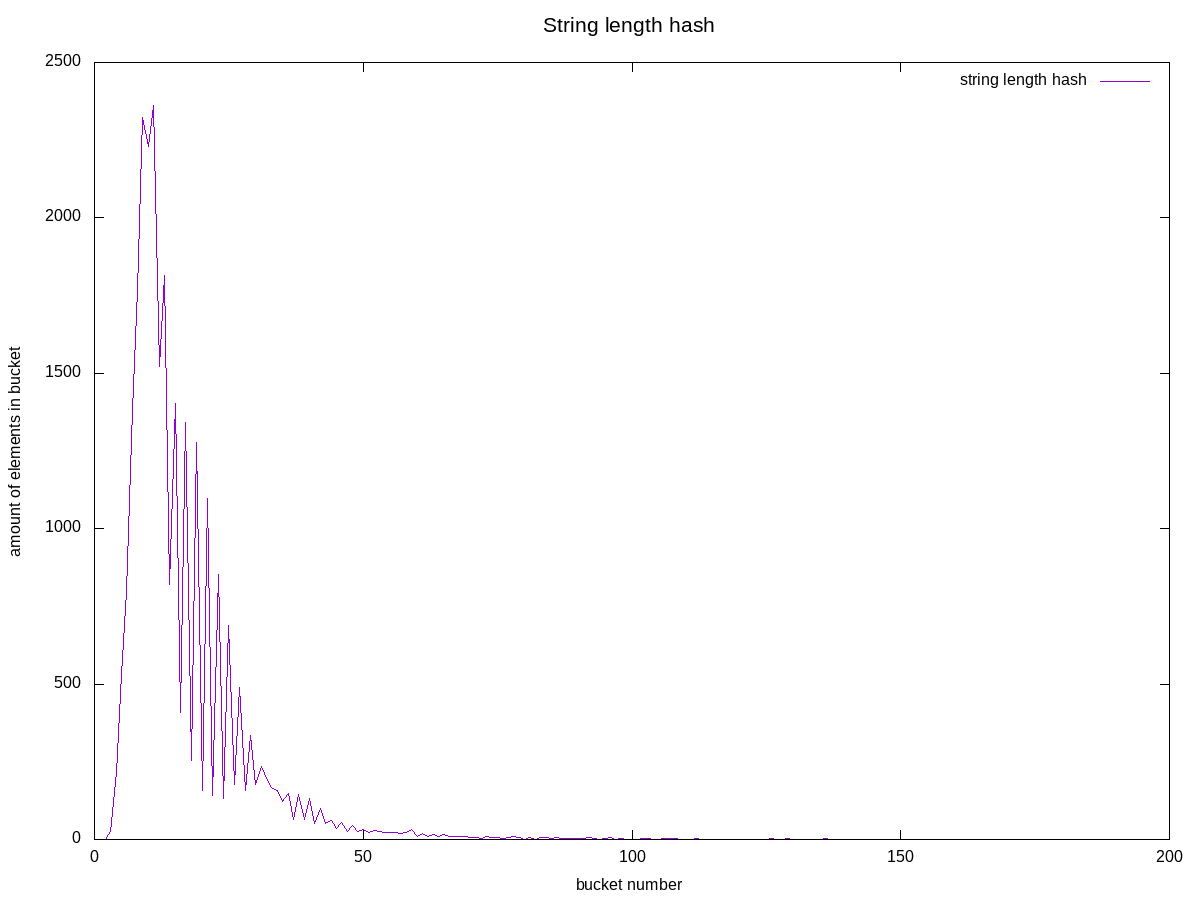 String length hash
string length hash
2500
2000
1500
1000
500
0
amount of elements in bucket
0 50 100 150 200
bucket number